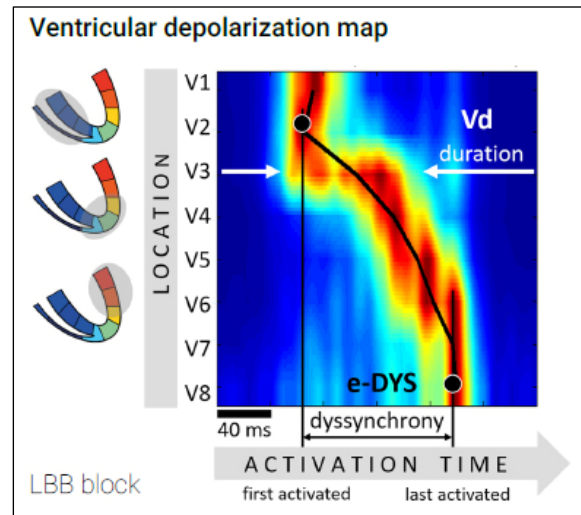 Ventricular depolarization map
LOCATION
V1
V2
V3
V4
V5
V6
V7
V8
Vd
duration
e-DYS
40 ms
dyssynchrony
ACTIVATION TIME
first activated
last activated
LBB block